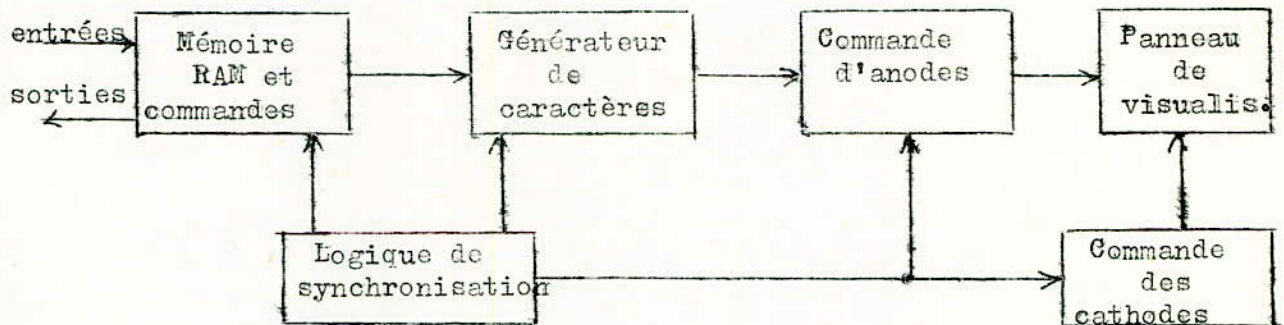 entrées
sorties
Mémoire
RAM et
commandes
Générateur
de
caractères
Commande
d'anodes
Panneau
de
visualis.
Logique de
synchronisation
Commande
des
cathodes